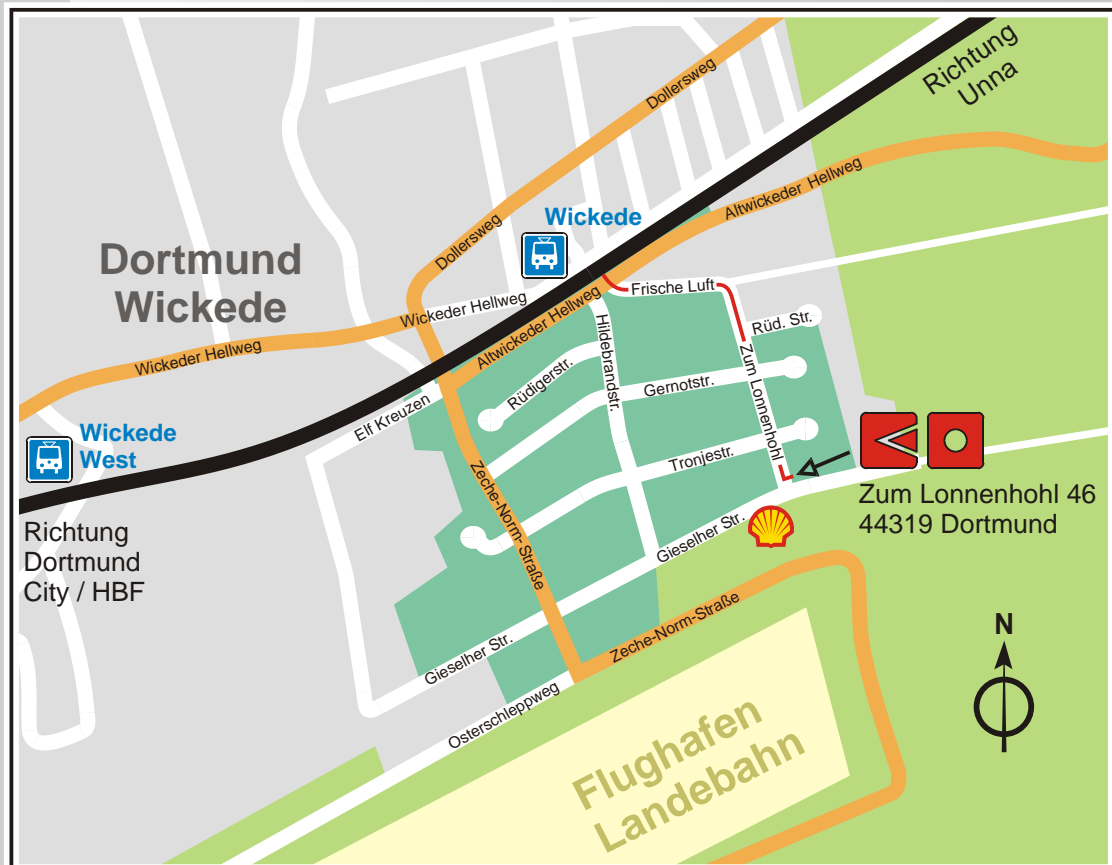 Richtung
Unna
Dollersweg
Altwickeder Hellweg
Wickede
Dollersweg
Dortmund
Wickede
Frische Luft
Wickeder Hellweg
Altwickeder Hellweg
Rüd. Str.
Wickeder Hellweg
Hildebrandstr.
Zum Lonnenhohl
Rüdigerstr.
Gernotstr.
Elf Kreuzen
Wickede
West
Tronjestr.
Zeche-Norm-Straße
Zum Lonnenhohl 46
44319 Dortmund
Richtung
Dortmund
City / HBF
Gieselher Str.
Zeche-Norm-Straße
Gieselher Str.
N
Osterschleppweg
Flughafen
Landebahn